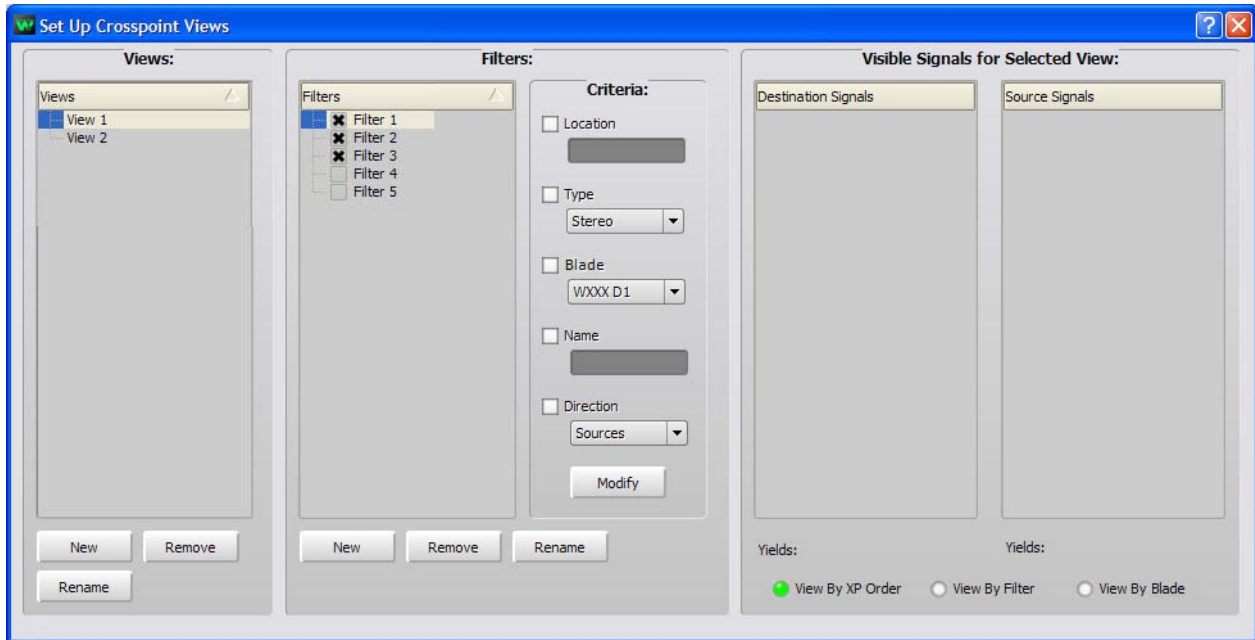 Set Up Crosspoint Views
Views:
Views
View 1
View 2
New
Remove
Rename
Filters:
Filters
Filter 1
Filter 2
Filter 3
Filter 4
Filter 5
Criteria:
Location
Type
Stereo
Blade
WXXX D1
Name
Direction
Sources
Modify
New
Remove
Rename
Visible Signals for Selected View:
Destination Signals
Source Signals
Yields:
Yields:
View By XP Order
View By Filter
View By Blade